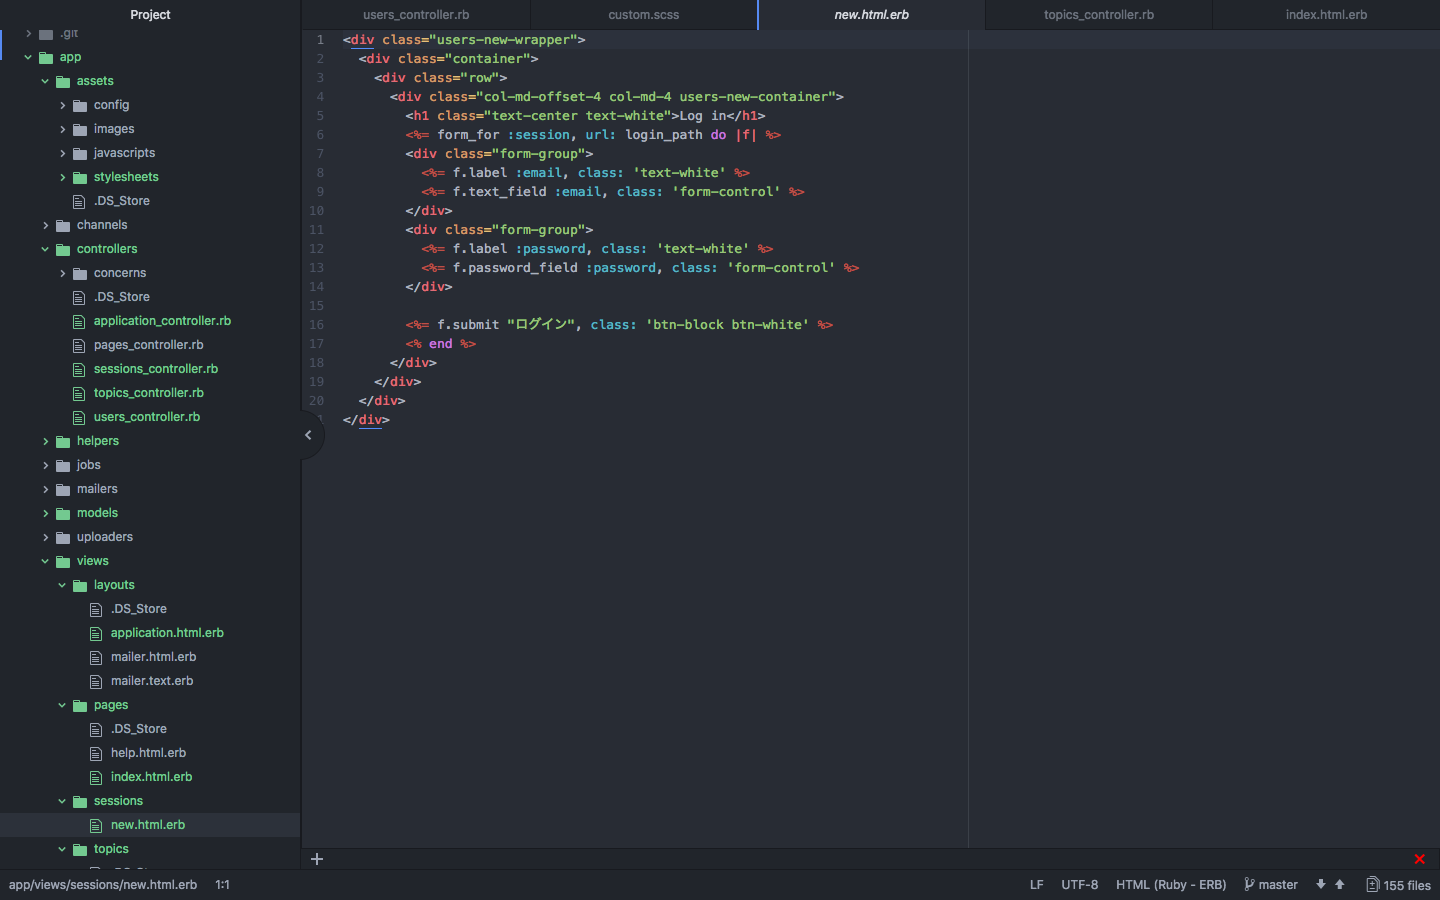 Project
.git
app
assets
config
images
javascripts
stylesheets
.DS_Store
channels
controllers
concerns
.DS_Store
application_controller.rb
pages_controller.rb
sessions_controller.rb
topics_controller.rb
users_controller.rb
helpers
jobs
mailers
models
uploaders
views
layouts
.DS_Store
application.html.erb
mailer.html.erb
mailer.text.erb
pages
.DS_Store
help.html.erb
index.html.erb
sessions
new.html.erb
topics
users_controller.rb custom.scss new.html.erb topics_controller.rb index.html.erb
1 <div class="users-new-wrapper">
2 <div class="container">
3 <div class="row">
4 <div class="col-md-offset-4 col-md-4 users-new-container">
5 <h1 class="text-center text-white">Log in</h1>
6 <%= form_for :session, url: login_path do |f| %>
7 <div class="form-group">
8 <%= f.label :email, class: 'text-white' %>
9 <%= f.text_field :email, class: 'form-control' %>
10 </div>
11 <div class="form-group">
12 <%= f.label :password, class: 'text-white' %>
13 <%= f.password_field :password, class: 'form-control' %>
14 </div>
15
16 <%= f.submit "ログイン", class: 'btn-block btn-white' %>
17 <% end %>
18 </div>
19 </div>
20 </div>
</div>
app/views/sessions/new.html.erb 1:1 LF UTF-8 HTML (Ruby - ERB) master 155 files